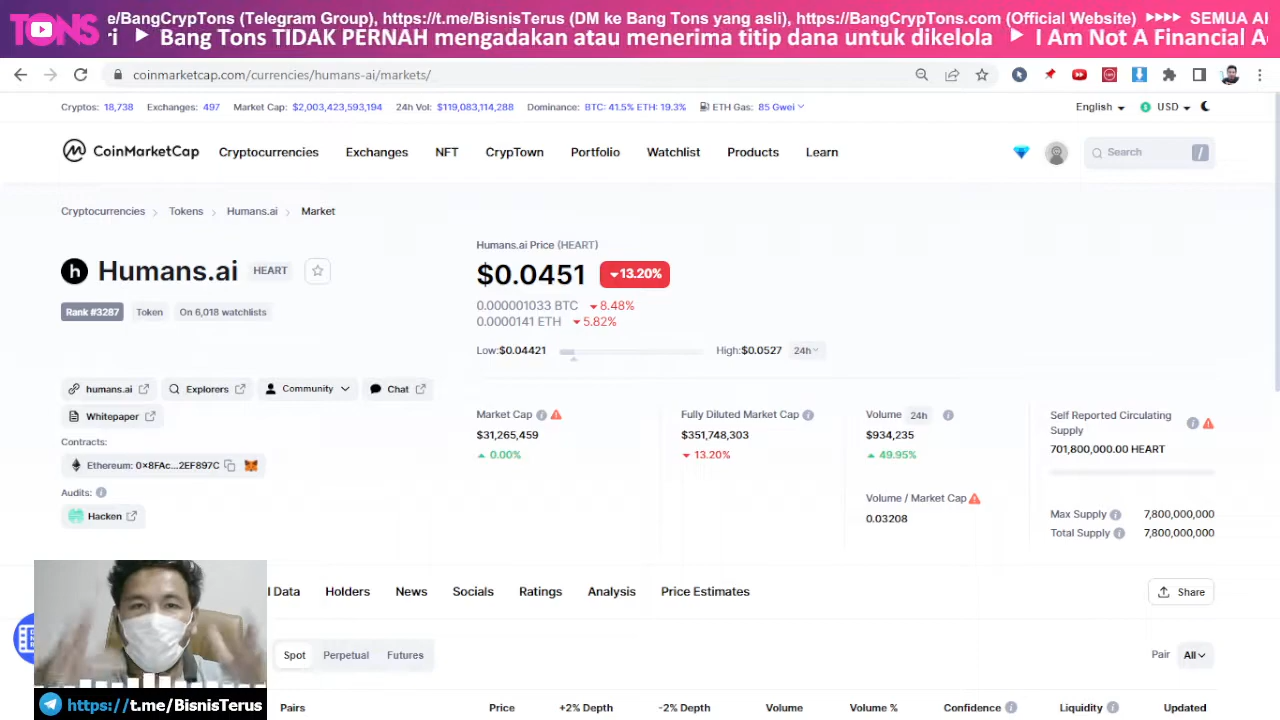 TONS
e/BangCrypTons (Telegram Group), https://t.me/BisnisTerus (DM ke Bang Tons yang asli), https://BangCrypTons.com (Official Website) ►►►► SEMUA AI
i ► Bang Tons TIDAK PERNAH mengadakan atau menerima titip dana untuk dikelola ► I Am Not A Financial A
coinmarketcap.com/currencies/humans-ai/markets/
Cryptos: 18,738 Exchanges: 497 Market Cap: $2,003,423,593,194 24h Vol: $119,083,114,288 Dominance: BTC: 41.5% ETH: 19.3% ETH Gas: 85 Gwei English USD
CoinMarketCap Cryptocurrencies Exchanges NFT CrypTown Portfolio Watchlist Products Learn Search /
Cryptocurrencies Tokens Humans.ai Market
Humans.ai Price (HEART)
h Humans.ai HEART $0.0451 13.20%
0.000001033 BTC 8.48%
Rank #3287 Token On 6,018 watchlists
0.0000141 ETH 5.82%
Low:$0.04421 High:$0.0527 24h
humans.ai Explorers Community Chat
Whitepaper
Contracts:
Ethereum: 0x8FAc...2EF897C
Audits:
Hacken
Market Cap
$31,265,459
0.00%
Fully Diluted Market Cap
$351,748,303
13.20%
Volume 24h
$934,235
49.95%
Volume / Market Cap
0.03208
Self Reported Circulating
Supply
701,800,000.00 HEART
Max Supply 7,800,000,000
Total Supply 7,800,000,000
l Data Holders News Socials Ratings Analysis Price Estimates Share
Spot Perpetual Futures Pair All
https://t.me/BisnisTerus
Pairs Price +2% Depth -2% Depth Volume Volume % Confidence Liquidity Updated